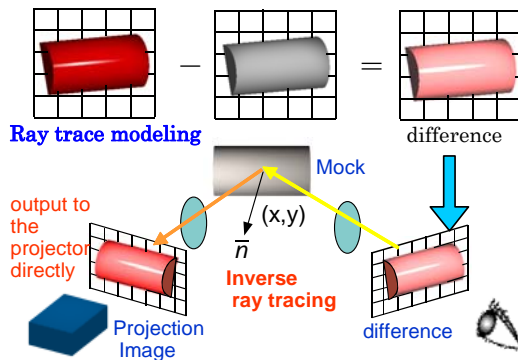 − =
Ray trace modeling
difference
Mock
output to
the
projector
directly
(x,y)
n̅
Inverse
ray tracing
Projection
Image
difference